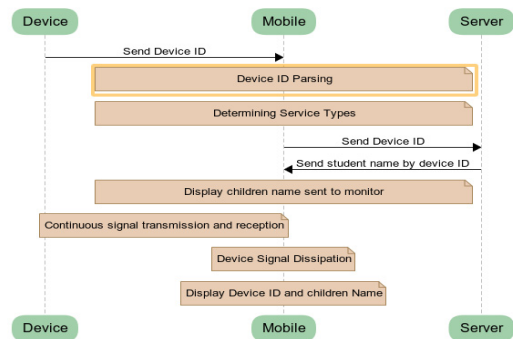 Device Mobile Server
Send Device ID
Device ID Parsing
Determining Service Types
Send Device ID
Send student name by device ID
Display children name sent to monitor
Continuous signal transmission and reception
Device Signal Dissipation
Display Device ID and children Name
Device Mobile Server